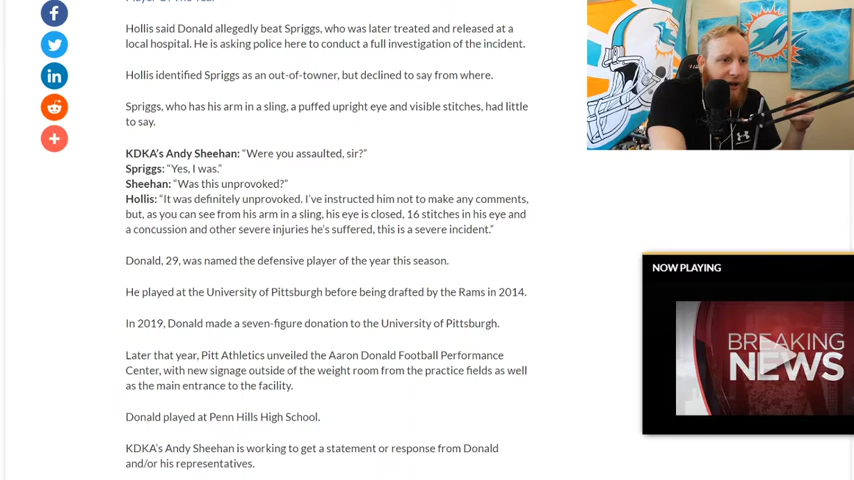 Player Of The Year
Hollis said Donald allegedly beat Spriggs, who was later treated and released at a
local hospital. He is asking police here to conduct a full investigation of the incident.
Hollis identified Spriggs as an out-of-towner, but declined to say from where.
Spriggs, who has his arm in a sling, a puffed upright eye and visible stitches, had little
to say.
KDKA's Andy Sheehan: “Were you assaulted, sir?”
Spriggs: “Yes, I was.”
Sheehan: “Was this unprovoked?”
Hollis: “It was definitely unprovoked. I've instructed him not to make any comments,
but, as you can see from his arm in a sling, his eye is closed, 16 stitches in his eye and
a concussion and other severe injuries he's suffered, this is a severe incident.”
Donald, 29, was named the defensive player of the year this season.
He played at the University of Pittsburgh before being drafted by the Rams in 2014.
In 2019, Donald made a seven-figure donation to the University of Pittsburgh.
Later that year, Pitt Athletics unveiled the Aaron Donald Football Performance
Center, with new signage outside of the weight room from the practice fields as well
as the main entrance to the facility.
Donald played at Penn Hills High School.
KDKA's Andy Sheehan is working to get a statement or response from Donald
and/or his representatives.
NOW PLAYING
BREAKING
NEWS